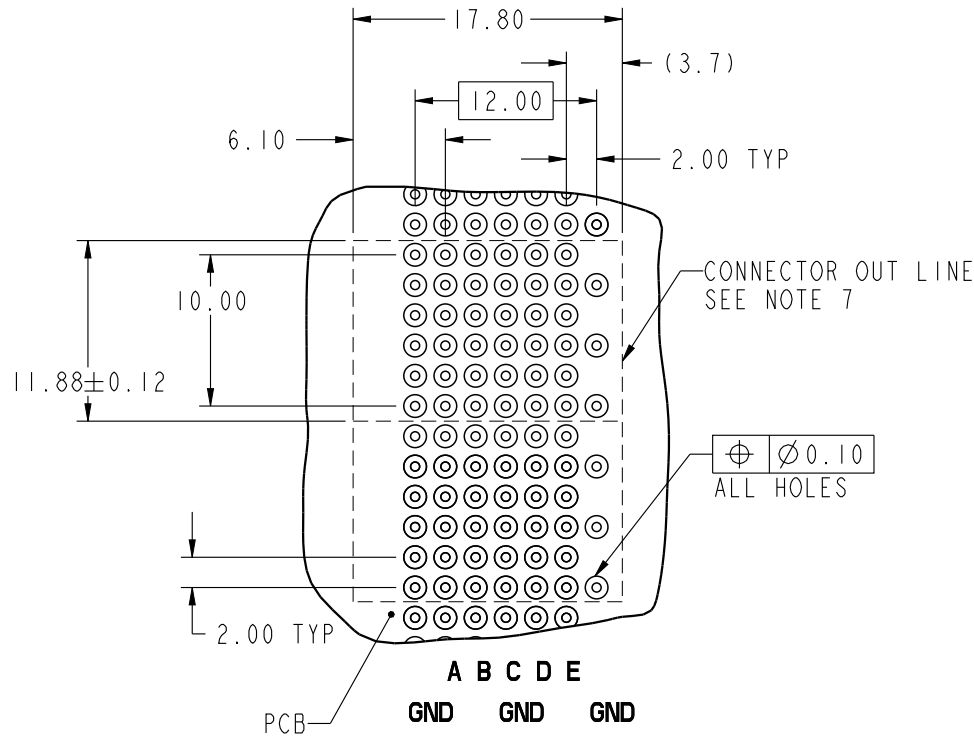 17.80
(3.7)
12.00
6.10
2.00 TYP
CONNECTOR OUT LINE
SEE NOTE 7
10.00
11.88±0.12
⌖ ∅0.10
ALL HOLES
2.00 TYP
A B C D E
GND GND GND
PCB